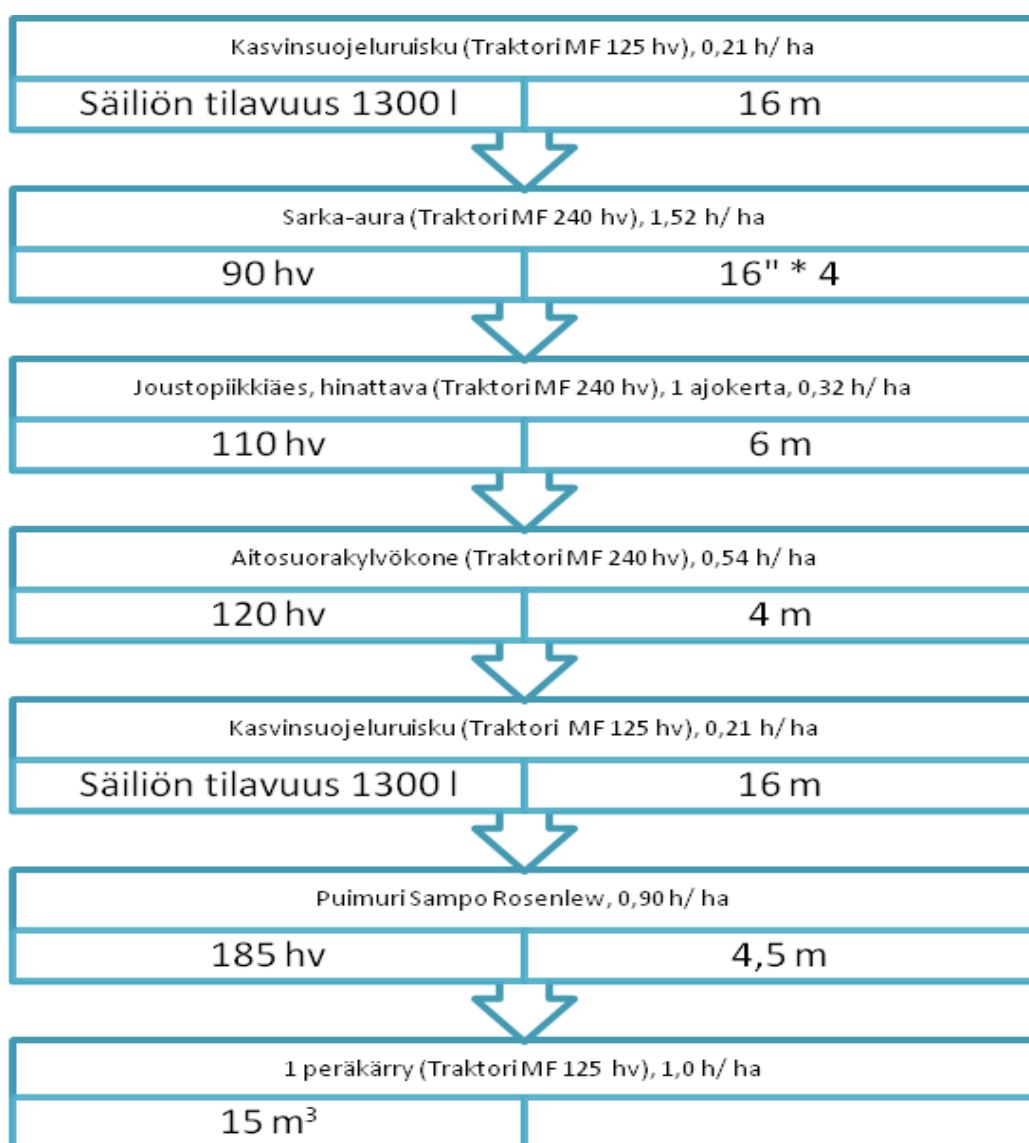 Kasvinsuojeluruisku (Traktori MF 125 hv), 0,21 h/ ha
Säiliön tilavuus 1300 l
16 m
Sarka-aura (Traktori MF 240 hv), 1,52 h/ ha
90 hv
16" * 4
Joustopiikkiäes, hinattava (Traktori MF 240 hv), 1 ajokerta, 0,32 h/ ha
110 hv
6 m
Aitosuorakylvökone (Traktori MF 240 hv), 0,54 h/ ha
120 hv
4 m
Kasvinsuojeluruisku (Traktori MF 125 hv), 0,21 h/ ha
Säiliön tilavuus 1300 l
16 m
Puimuri Sampo Rosenlew, 0,90 h/ ha
185 hv
4,5 m
1 peräkärry (Traktori MF 125 hv), 1,0 h/ ha
15 m³